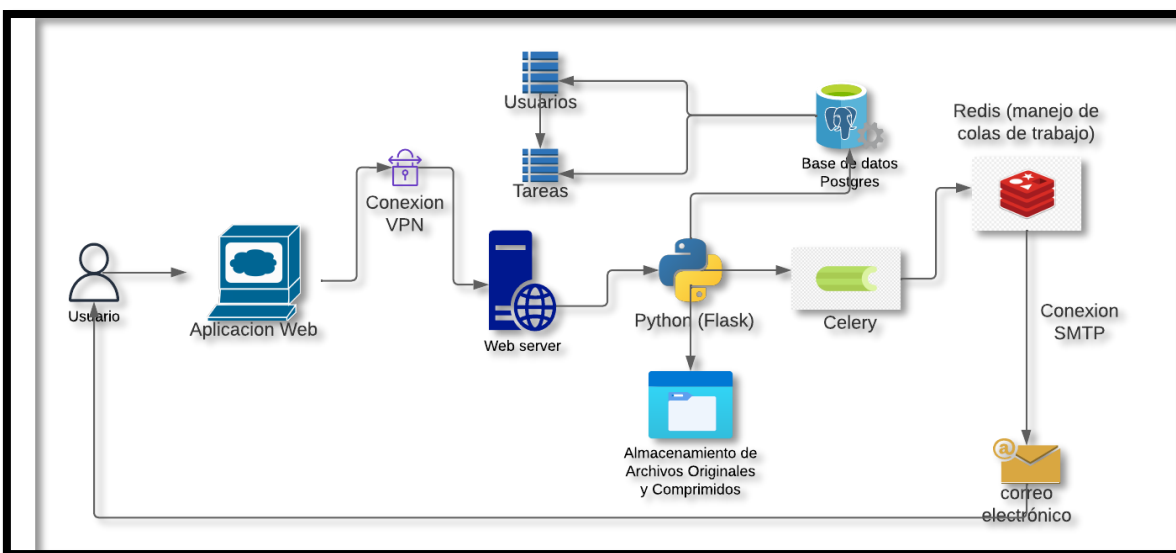 Usuarios
Tareas
Base de datos
Postgres
Redis (manejo de
colas de trabajo)
Conexion
VPN
Usuario
Aplicacion Web
Web server
Python (Flask)
Celery
Conexion
SMTP
Almacenamiento de
Archivos Originales
y Comprimidos
@
correo
electrónico